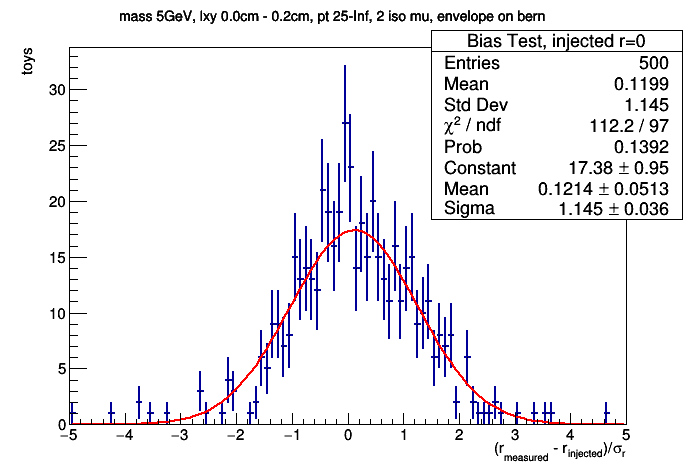 mass 5GeV, lxy 0.0cm - 0.2cm, pt 25-Inf, 2 iso mu, envelope on bern
Bias Test, injected r=0
Entries 500
Mean 0.1199
Std Dev 1.145
χ² / ndf 112.2 / 97
Prob 0.1392
Constant 17.38 ± 0.95
Mean 0.1214 ± 0.0513
Sigma 1.145 ± 0.036
toys
30
25
20
15
10
5
0
−5 −4 −3 −2 −1 0 1 2 3 4 5
(r_measured - r_injected)/σ_r